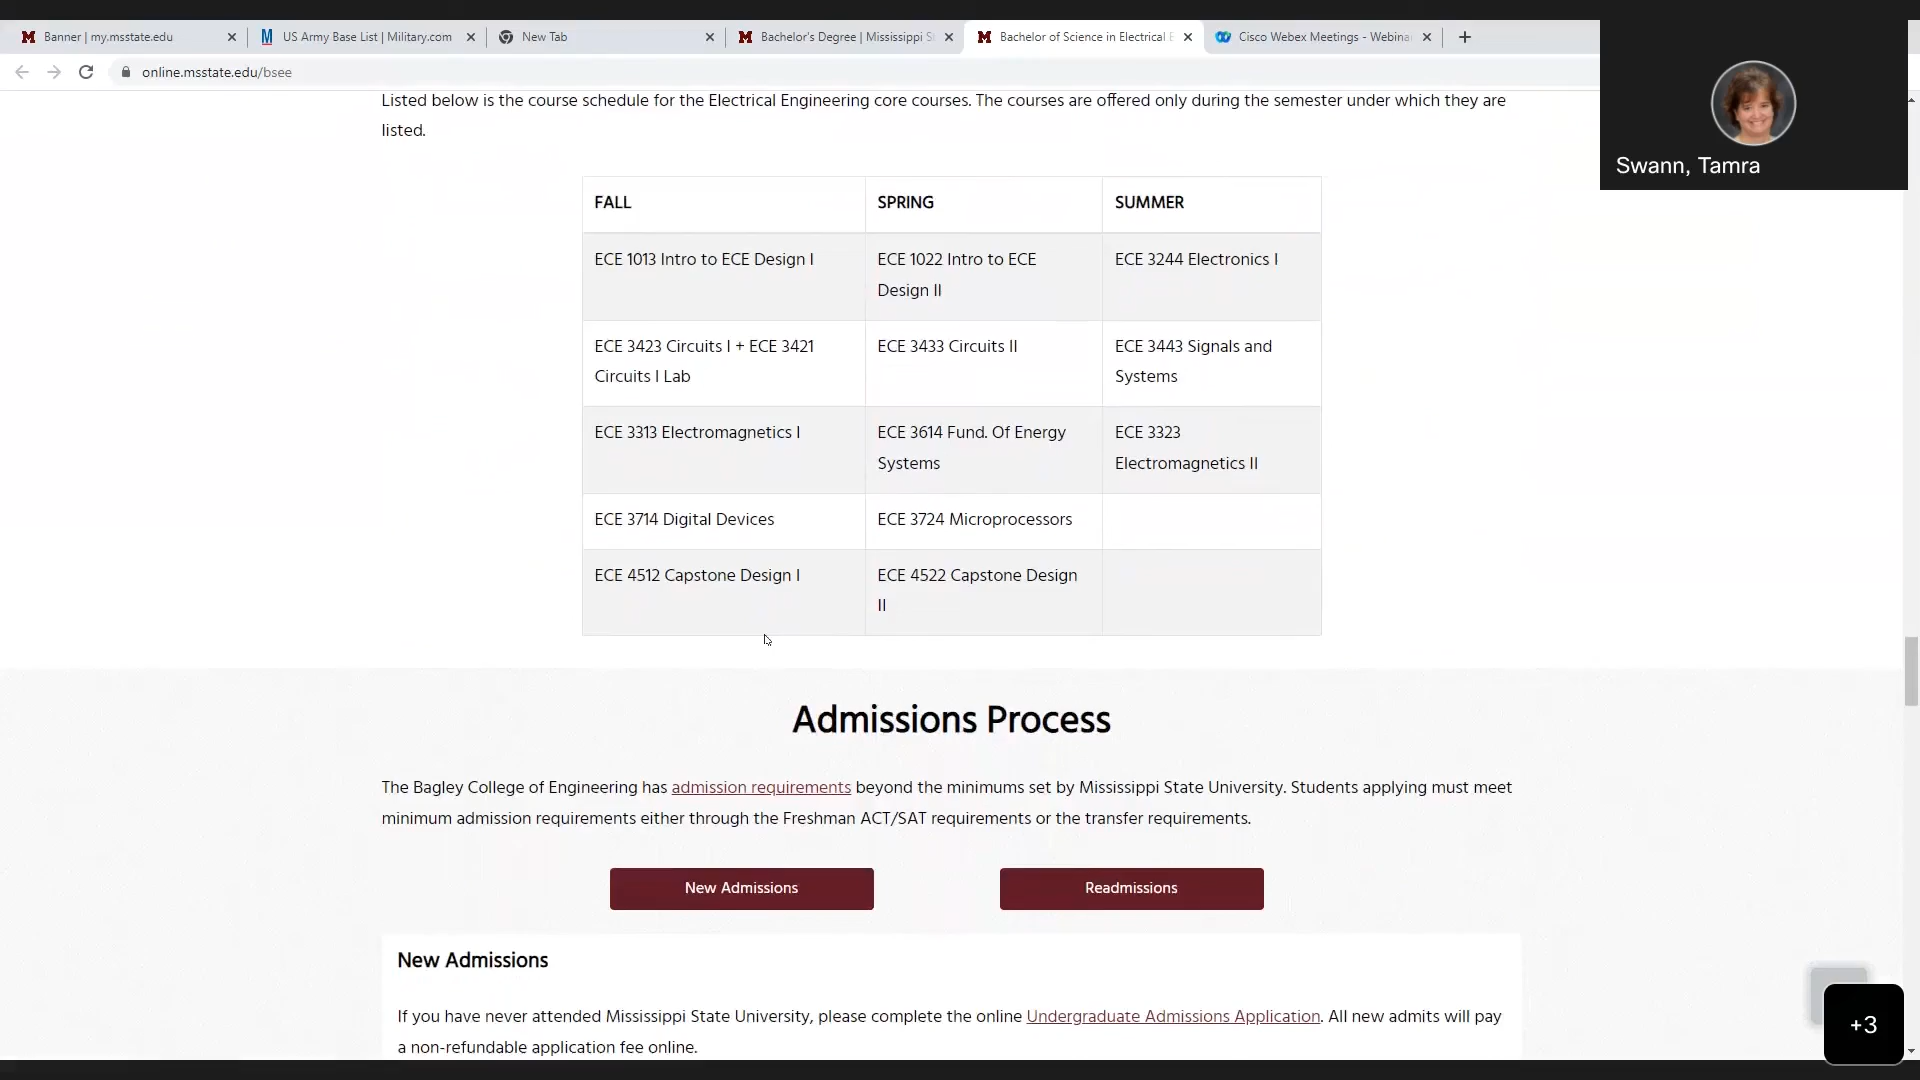 Banner | my.msstate.edu
US Army Base List | Military.com
New Tab
Bachelor's Degree | Mississippi S
Bachelor of Science in Electrical E
Cisco Webex Meetings - Webina
online.msstate.edu/bsee
Swann, Tamra
Listed below is the course schedule for the Electrical Engineering core courses. The courses are offered only during the semester under which they are
listed.
FALL
SPRING
SUMMER
ECE 1013 Intro to ECE Design I
ECE 1022 Intro to ECE
Design II
ECE 3244 Electronics I
ECE 3423 Circuits I + ECE 3421
Circuits I Lab
ECE 3433 Circuits II
ECE 3443 Signals and
Systems
ECE 3313 Electromagnetics I
ECE 3614 Fund. Of Energy
Systems
ECE 3323
Electromagnetics II
ECE 3714 Digital Devices
ECE 3724 Microprocessors
ECE 4512 Capstone Design I
ECE 4522 Capstone Design
II
Admissions Process
The Bagley College of Engineering has admission requirements beyond the minimums set by Mississippi State University. Students applying must meet
minimum admission requirements either through the Freshman ACT/SAT requirements or the transfer requirements.
New Admissions
Readmissions
New Admissions
If you have never attended Mississippi State University, please complete the online Undergraduate Admissions Application. All new admits will pay
a non-refundable application fee online.
+3